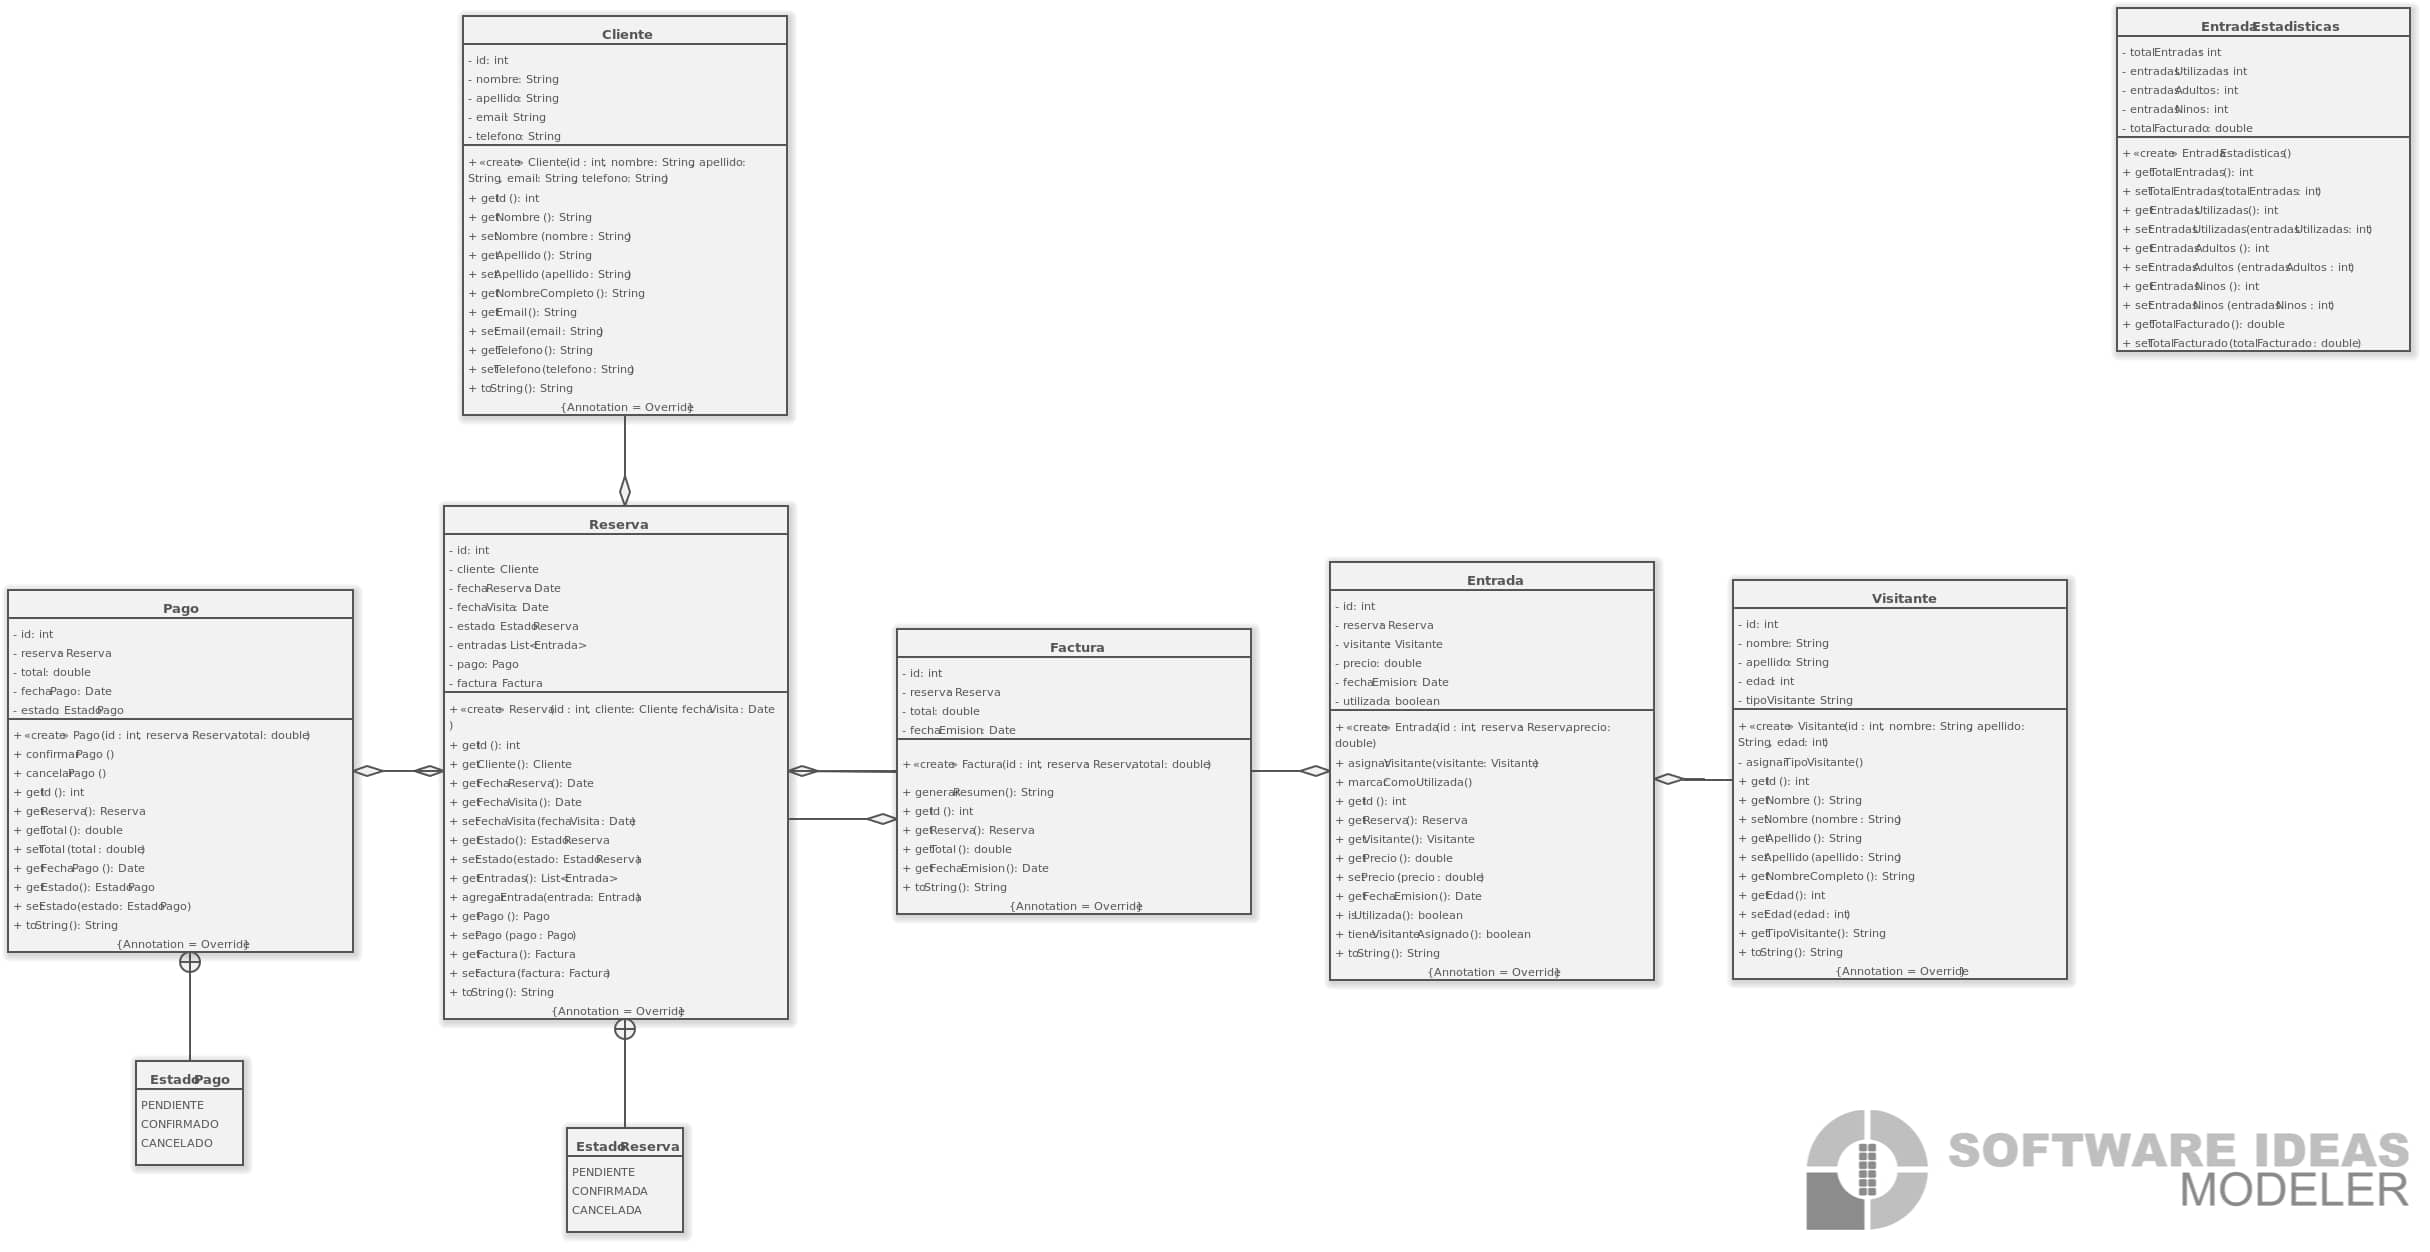 Cliente
- id: int
- nombre: String
- apellido: String
- email: String
- telefono: String
+ «create» Cliente(id : int, nombre: String, apellido:
String, email: String, telefono: String)
+ getId (): int
+ getNombre (): String
+ setNombre (nombre : String)
+ getApellido (): String
+ setApellido (apellido : String)
+ getNombreCompleto (): String
+ getEmail(): String
+ setEmail(email : String)
+ getTelefono(): String
+ setTelefono(telefono : String)
+ toString(): String
{Annotation = Override}
EntradaEstadisticas
- totalEntradas: int
- entradasUtilizadas: int
- entradasAdultos: int
- entradasNinos: int
- totalFacturado: double
+ «create» EntradaEstadisticas()
+ getTotalEntradas(): int
+ setTotalEntradas(totalEntradas: int)
+ getEntradasUtilizadas(): int
+ setEntradasUtilizadas(entradasUtilizadas: int)
+ getEntradasAdultos (): int
+ setEntradasAdultos (entradasAdultos : int)
+ getEntradasNinos (): int
+ setEntradasNinos (entradasNinos : int)
+ getTotalFacturado(): double
+ setTotalFacturado(totalFacturado: double)
Pago
- id: int
- reserva: Reserva
- total: double
- fechaPago: Date
- estado: EstadoPago
+ «create» Pago(id : int, reserva: Reserva, total: double)
+ confirmarPago ()
+ cancelarPago ()
+ getId (): int
+ getReserva(): Reserva
+ getTotal (): double
+ setTotal (total : double)
+ getFechaPago (): Date
+ getEstado(): EstadoPago
+ setEstado(estado: EstadoPago)
+ toString(): String
{Annotation = Override}
Reserva
- id: int
- cliente: Cliente
- fechaReserva: Date
- fechaVisita: Date
- estado: EstadoReserva
- entradas: List<Entrada>
- pago: Pago
- factura: Factura
+ «create» Reserva(id : int, cliente: Cliente, fechaVisita: Date
)
+ getId (): int
+ getCliente(): Cliente
+ getFechaReserva(): Date
+ getFechaVisita(): Date
+ setFechaVisita(fechaVisita: Date)
+ getEstado(): EstadoReserva
+ setEstado(estado: EstadoReserva)
+ getEntradas(): List<Entrada>
+ agregarEntrada(entrada: Entrada)
+ getPago (): Pago
+ setPago (pago : Pago)
+ getFactura(): Factura
+ setFactura(factura: Factura)
+ toString(): String
{Annotation = Override}
Factura
- id: int
- reserva: Reserva
- total: double
- fechaEmision: Date
+ «create» Factura(id : int, reserva: Reserva, total: double)
+ generarResumen(): String
+ getId (): int
+ getReserva(): Reserva
+ getTotal (): double
+ getFechaEmision(): Date
+ toString(): String
{Annotation = Override}
Entrada
- id: int
- reserva: Reserva
- visitante: Visitante
- precio: double
- fechaEmision: Date
- utilizada: boolean
+ «create» Entrada(id : int, reserva: Reserva, precio:
double)
+ asignarVisitante(visitante: Visitante)
+ marcarComoUtilizada()
+ getId (): int
+ getReserva(): Reserva
+ getVisitante(): Visitante
+ getPrecio (): double
+ setPrecio (precio : double)
+ getFechaEmision(): Date
+ isUtilizada(): boolean
+ tieneVisitanteAsignado(): boolean
+ toString(): String
{Annotation = Override}
Visitante
- id: int
- nombre: String
- apellido: String
- edad: int
- tipoVisitante: String
+ «create» Visitante(id : int, nombre: String, apellido:
String, edad: int)
- asignarTipoVisitante()
+ getId (): int
+ getNombre (): String
+ setNombre (nombre : String)
+ getApellido (): String
+ setApellido (apellido : String)
+ getNombreCompleto (): String
+ getEdad(): int
+ setEdad(edad : int)
+ getTipoVisitante(): String
+ toString(): String
{Annotation = Override}
EstadoPago
PENDIENTE
CONFIRMADO
CANCELADO
EstadoReserva
PENDIENTE
CONFIRMADA
CANCELADA
SOFTWARE IDEAS
MODELER